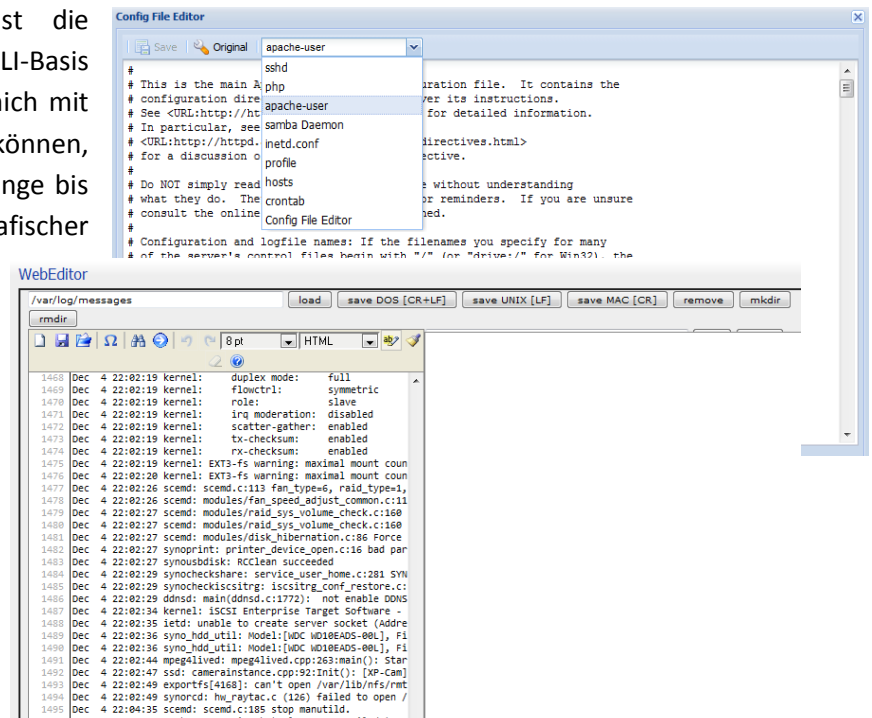 st die
LI-Basis
nich mit
können,
nge bis
afischer
Config File Editor
Save Original apache-user
sshd
php
apache-user
samba Daemon
inetd.conf
profile
hosts
crontab
Config File Editor
#
# This is the main A uration file. It contains the
# configuration dire er its instructions.
# See <URL:http://ht for detailed information.
# In particular, see
# <URL:http://httpd. directives.html>
# for a discussion o ective.
#
# Do NOT simply read e without understanding
# what they do. The or reminders. If you are unsure
# consult the online ned.
#
# Configuration and logfile names: If the filenames you specify for many
# of the server's control files begin with "/" (or "drive:/" for Win32), the
WebEditor
/var/log/messages load save DOS [CR+LF] save UNIX [LF] save MAC [CR] remove mkdir
rmdir
8 pt HTML
1468 Dec 4 22:02:19 kernel: duplex mode: full
1469 Dec 4 22:02:19 kernel: flowctrl: symmetric
1470 Dec 4 22:02:19 kernel: role: slave
1471 Dec 4 22:02:19 kernel: irq moderation: disabled
1472 Dec 4 22:02:19 kernel: scatter-gather: enabled
1473 Dec 4 22:02:19 kernel: tx-checksum: enabled
1474 Dec 4 22:02:19 kernel: rx-checksum: enabled
1475 Dec 4 22:02:19 kernel: EXT3-fs warning: maximal mount coun
1476 Dec 4 22:02:20 kernel: EXT3-fs warning: maximal mount coun
1477 Dec 4 22:02:26 scemd: scemd.c:113 fan_type=6, raid_type=1,
1478 Dec 4 22:02:26 scemd: modules/fan_speed_adjust_common.c:11
1479 Dec 4 22:02:27 scemd: modules/raid_sys_volume_check.c:160
1480 Dec 4 22:02:27 scemd: modules/raid_sys_volume_check.c:160
1481 Dec 4 22:02:27 scemd: modules/disk_hibernation.c:86 Force
1482 Dec 4 22:02:27 synoprint: printer_device_open.c:16 bad par
1483 Dec 4 22:02:27 synousbdisk: RCClean succeeded
1484 Dec 4 22:02:29 synocheckshare: service_user_home.c:281 SYN
1485 Dec 4 22:02:29 synocheckiscsitrg: iscsitrg_conf_restore.c:
1486 Dec 4 22:02:29 ddnsd: main(ddnsd.c:1772): not enable DDNS
1487 Dec 4 22:02:34 kernel: iSCSI Enterprise Target Software -
1488 Dec 4 22:02:35 ietd: unable to create server socket (Addre
1489 Dec 4 22:02:36 syno_hdd_util: Model:[WDC WD10EADS-00L], Fi
1490 Dec 4 22:02:36 syno_hdd_util: Model:[WDC WD10EADS-00L], Fi
1491 Dec 4 22:02:44 mpeg4lived: mpeg4lived.cpp:263:main(): Star
1492 Dec 4 22:02:47 ssd: camerainstance.cpp:92:Init(): [XP-Cam]
1493 Dec 4 22:02:49 exportfs[4168]: can't open /var/lib/nfs/rmt
1494 Dec 4 22:02:49 synorcd: hw_raytac.c (126) failed to open /
1495 Dec 4 22:04:35 scemd: scemd.c:185 stop manutild.